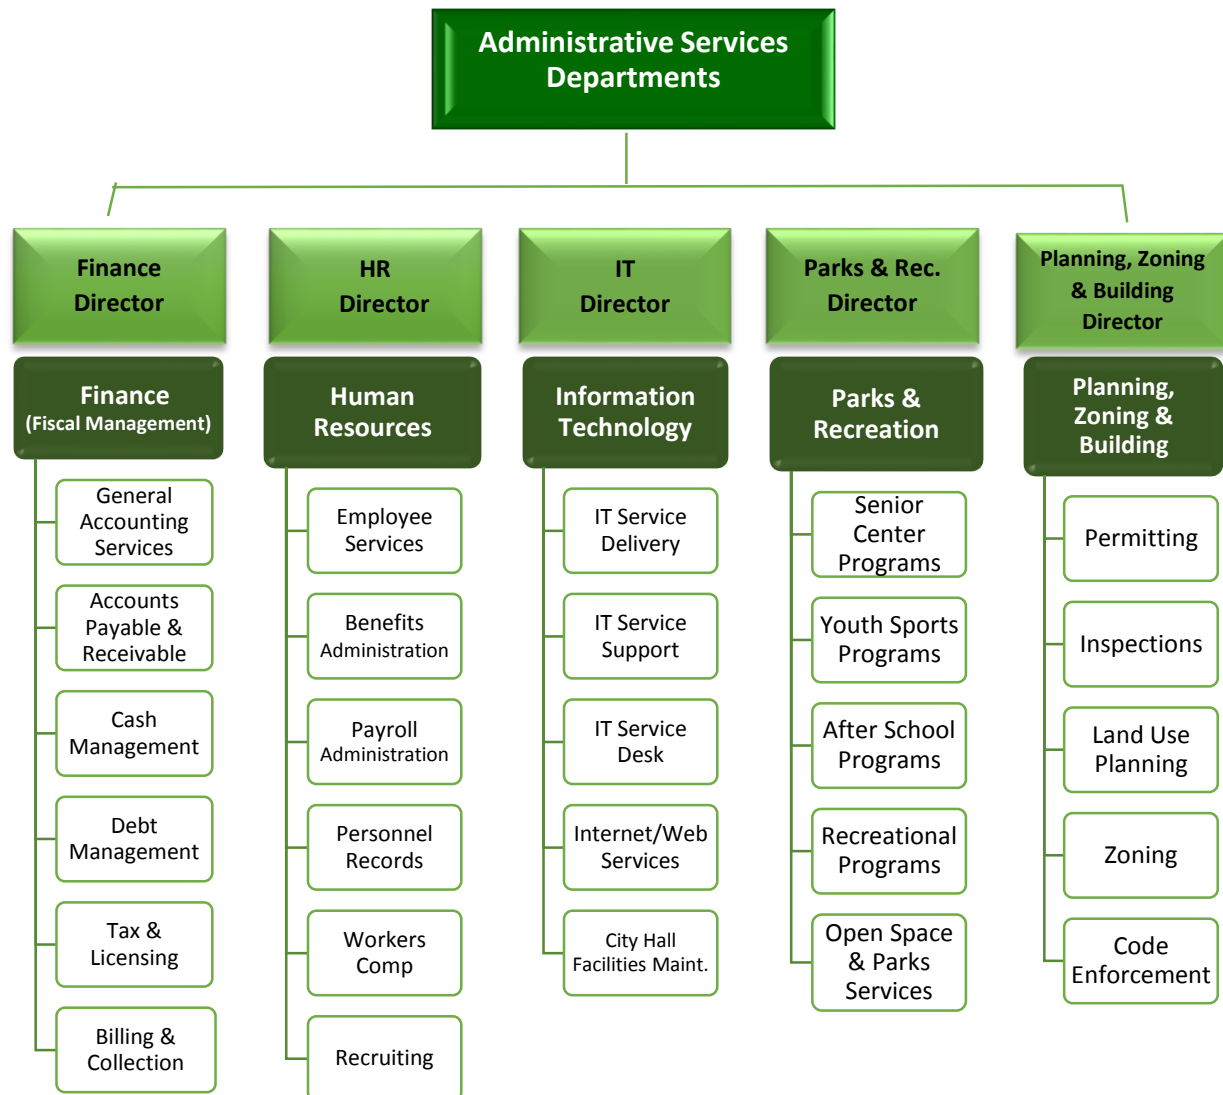 Administrative Services
Departments
Finance
Director
HR
Director
IT
Director
Parks & Rec.
Director
Planning, Zoning
& Building
Director
Finance
(Fiscal Management)
General
Accounting
Services
Accounts
Payable &
Receivable
Cash
Management
Debt
Management
Tax &
Licensing
Billing &
Collection
Human
Resources
Employee
Services
Benefits
Administration
Payroll
Administration
Personnel
Records
Workers
Comp
Recruiting
Information
Technology
IT Service
Delivery
IT Service
Support
IT Service
Desk
Internet/Web
Services
City Hall
Facilities Maint.
Parks &
Recreation
Senior
Center
Programs
Youth Sports
Programs
After School
Programs
Recreational
Programs
Open Space
& Parks
Services
Planning,
Zoning &
Building
Permitting
Inspections
Land Use
Planning
Zoning
Code
Enforcement